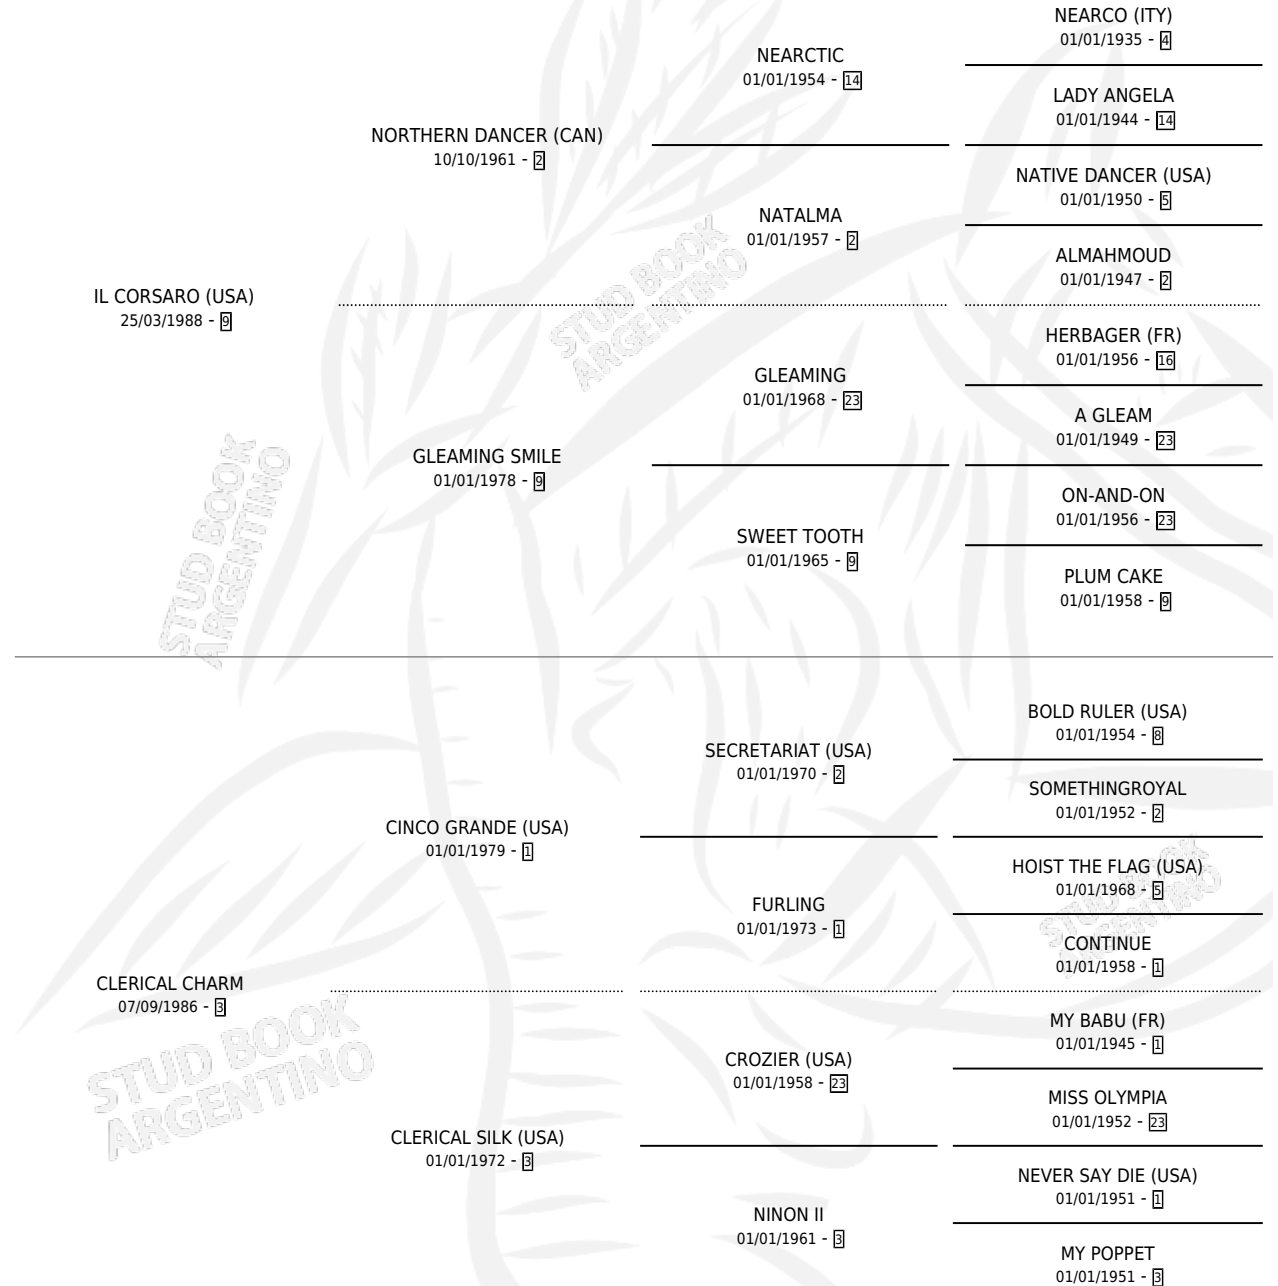 NEARCO (ITY)
01/01/1935 - 4
NEARCTIC
01/01/1954 - 14
LADY ANGELA
01/01/1944 - 14
NORTHERN DANCER (CAN)
10/10/1961 - 2
NATIVE DANCER (USA)
01/01/1950 - 5
NATALMA
01/01/1957 - 2
ALMAHMOUD
01/01/1947 - 2
IL CORSARO (USA)
25/03/1988 - 9
HERBAGER (FR)
01/01/1956 - 16
GLEAMING
01/01/1968 - 23
A GLEAM
01/01/1949 - 23
GLEAMING SMILE
01/01/1978 - 9
ON-AND-ON
01/01/1956 - 23
SWEET TOOTH
01/01/1965 - 9
PLUM CAKE
01/01/1958 - 9
BOLD RULER (USA)
01/01/1954 - 8
SECRETARIAT (USA)
01/01/1970 - 2
SOMETHINGROYAL
01/01/1952 - 2
CINCO GRANDE (USA)
01/01/1979 - 1
HOIST THE FLAG (USA)
01/01/1968 - 5
FURLING
01/01/1973 - 1
CONTINUE
01/01/1958 - 1
CLERICAL CHARM
07/09/1986 - 3
MY BABU (FR)
01/01/1945 - 1
CROZIER (USA)
01/01/1958 - 23
MISS OLYMPIA
01/01/1952 - 23
CLERICAL SILK (USA)
01/01/1972 - 3
NEVER SAY DIE (USA)
01/01/1951 - 1
NINON II
01/01/1961 - 3
MY POPPET
01/01/1951 - 3
STUD BOOK
ARGENTINO
STUD BOOK
ARGENTINO
STUD BOOK
ARGENTINO
STUD BOOK
ARGENTINO